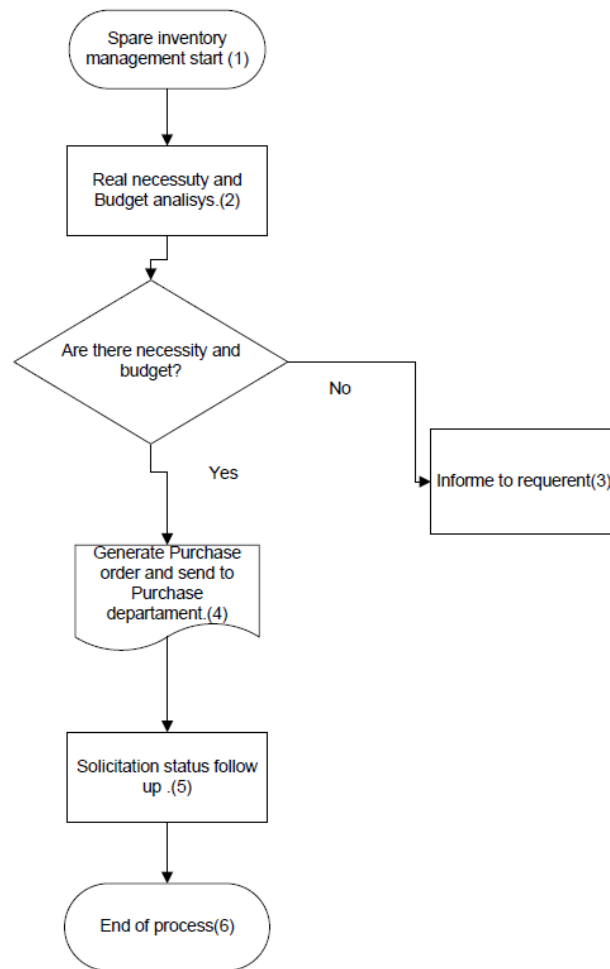 Spare inventory
management start (1)
Real necessuty and
Budget analisys.(2)
Are there necessity and
budget?
No
Yes
Informe to requerent(3)
Generate Purchase
order and send to
Purchase
departament.(4)
Solicitation status follow
up .(5)
End of process(6)